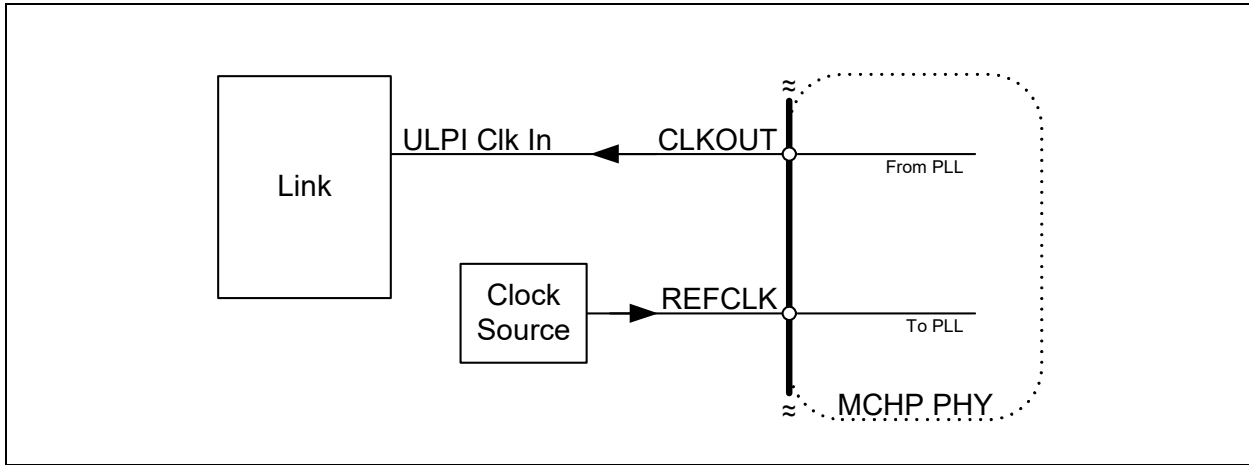 ULPI Clk In
CLKOUT
From PLL
Link
Clock
Source
REFCLK
To PLL
MCHP PHY